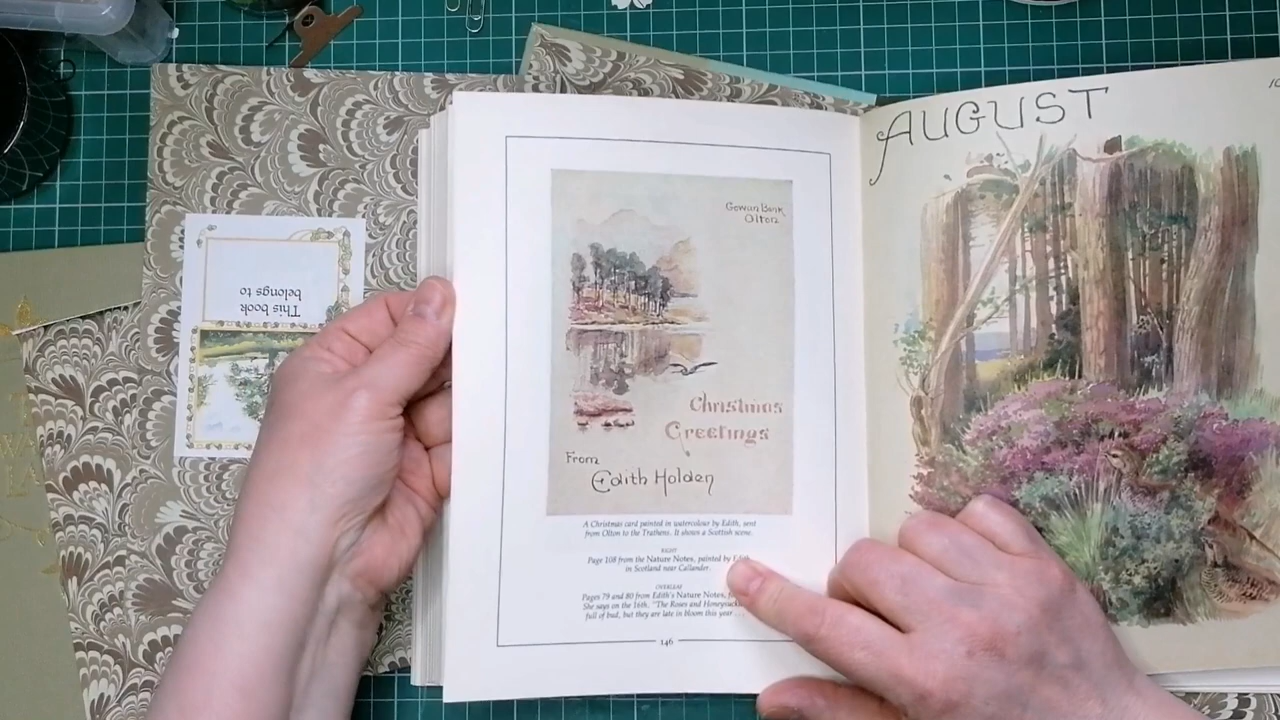 This book
belongs to
Gowan Bank
Olton
Christmas
Greetings
From
Edith Holden
A Christmas card painted in watercolour by Edith, sent
from Olton to the Trathens. It shows a Scottish scene.
RIGHT
Page 108 from the Nature Notes, painted by Edith
in Scotland near Callander.
OVERLEAF
Pages 79 and 80 from Edith's Nature Notes,
She says on the 16th, "The Roses and Honeysuckle
full of bud, but they are late in bloom this year . . .
146
AUGUST